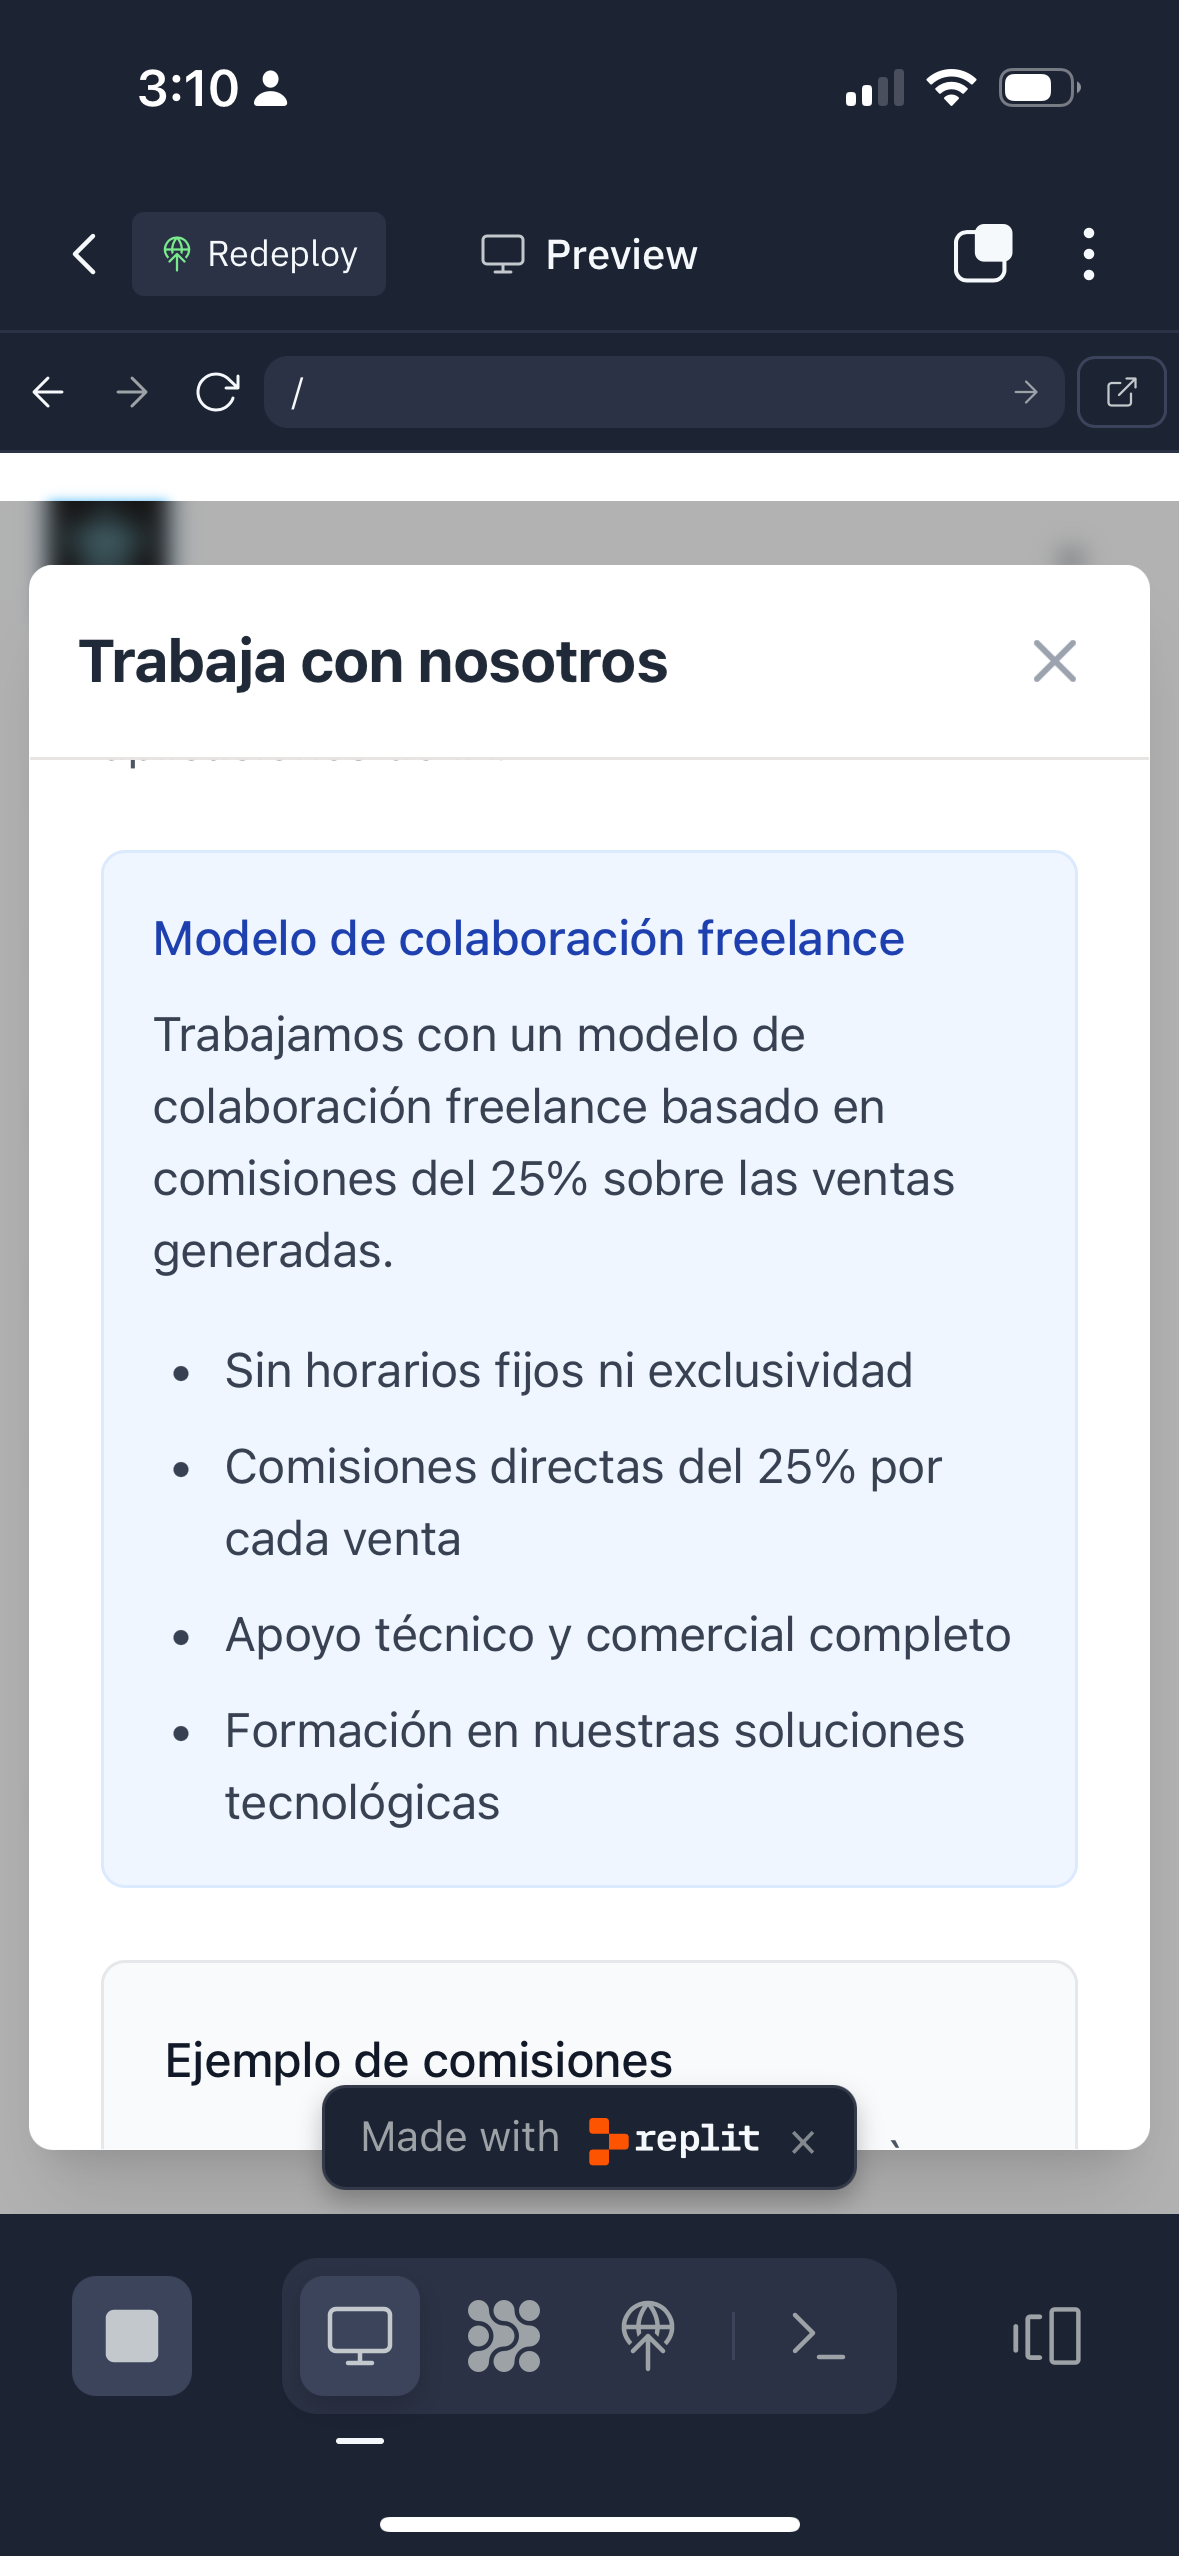 3:10
Redeploy
Preview
/
Trabaja con nosotros
Modelo de colaboración freelance
Trabajamos con un modelo de
colaboración freelance basado en
comisiones del 25% sobre las ventas
generadas.
• Sin horarios fijos ni exclusividad
• Comisiones directas del 25% por
cada venta
• Apoyo técnico y comercial completo
• Formación en nuestras soluciones
tecnológicas
Ejemplo de comisiones
Made with replit ×